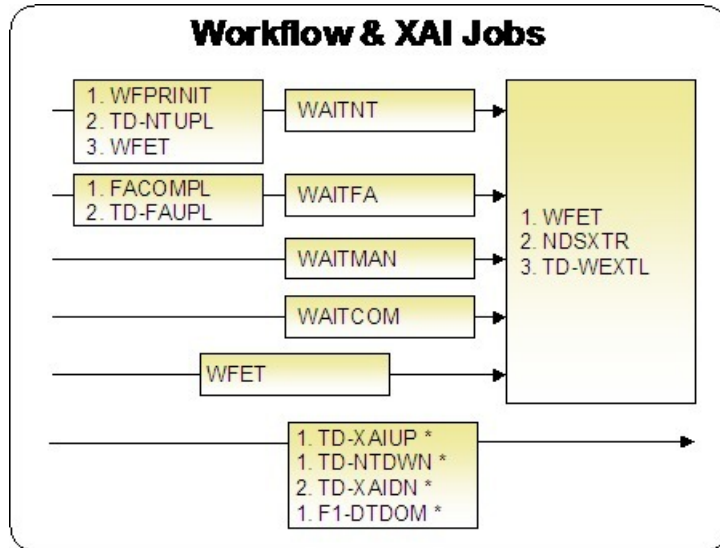 Workflow & XAI Jobs
1. WFPRINIT
2. TD-NTUPL
3. WFET
WAITNT
1. FACOMPL
2. TD-FAUPL
WAITFA
1. WFET
2. NDSXTR
3. TD-WEXTL
WAITMAN
WAITCOM
WFET
1. TD-XAIUP *
1. TD-NTDWN *
2. TD-XAIDN *
1. F1-DTDOM *